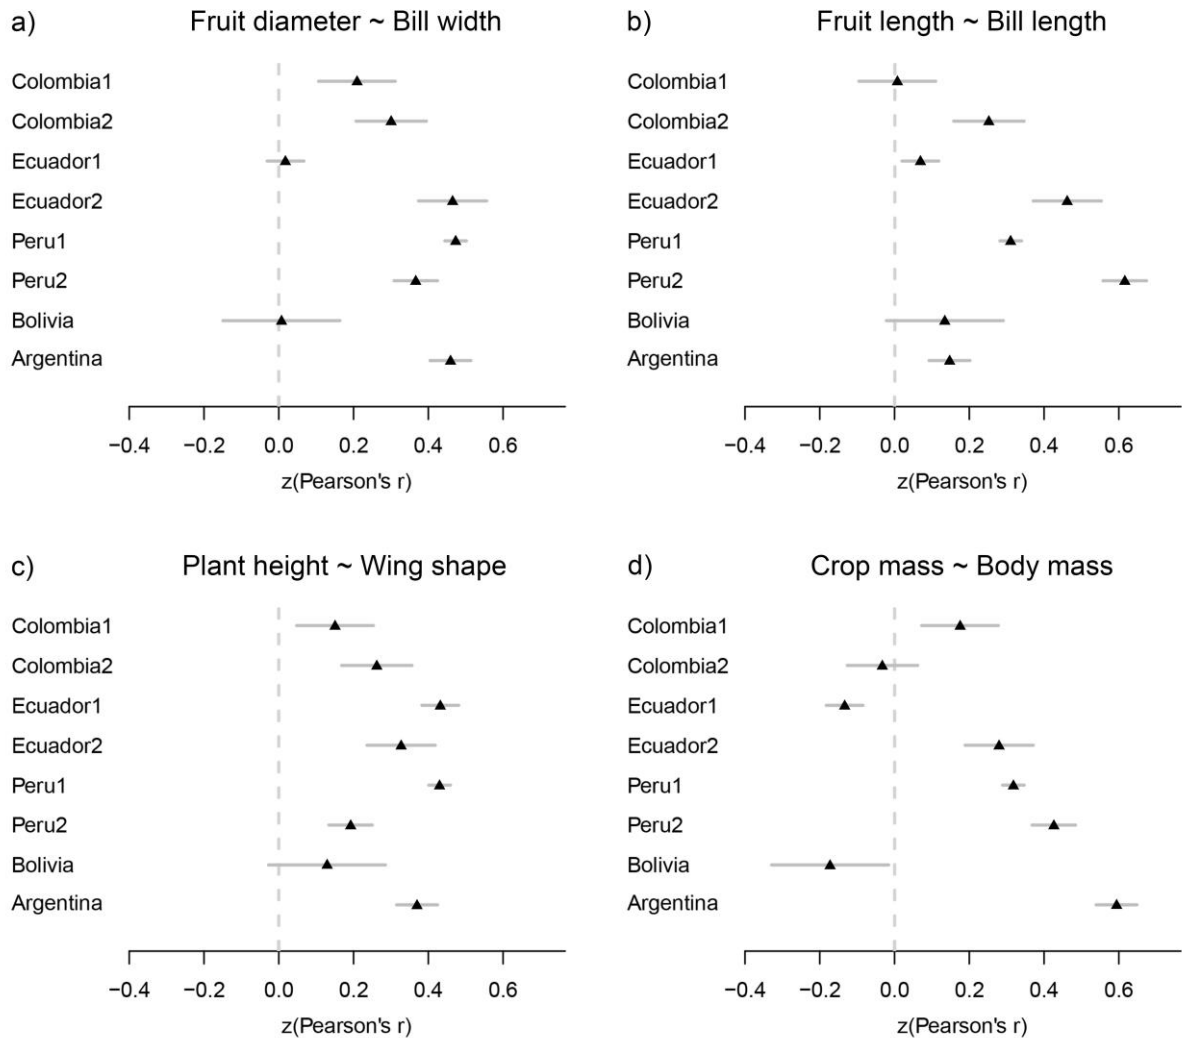 a) Fruit diameter ~ Bill width
Colombia1
Colombia2
Ecuador1
Ecuador2
Peru1
Peru2
Bolivia
Argentina
−0.4 −0.2 0.0 0.2 0.4 0.6
z(Pearson's r)
b) Fruit length ~ Bill length
Colombia1
Colombia2
Ecuador1
Ecuador2
Peru1
Peru2
Bolivia
Argentina
−0.4 −0.2 0.0 0.2 0.4 0.6
z(Pearson's r)
c) Plant height ~ Wing shape
Colombia1
Colombia2
Ecuador1
Ecuador2
Peru1
Peru2
Bolivia
Argentina
−0.4 −0.2 0.0 0.2 0.4 0.6
z(Pearson's r)
d) Crop mass ~ Body mass
Colombia1
Colombia2
Ecuador1
Ecuador2
Peru1
Peru2
Bolivia
Argentina
−0.4 −0.2 0.0 0.2 0.4 0.6
z(Pearson's r)